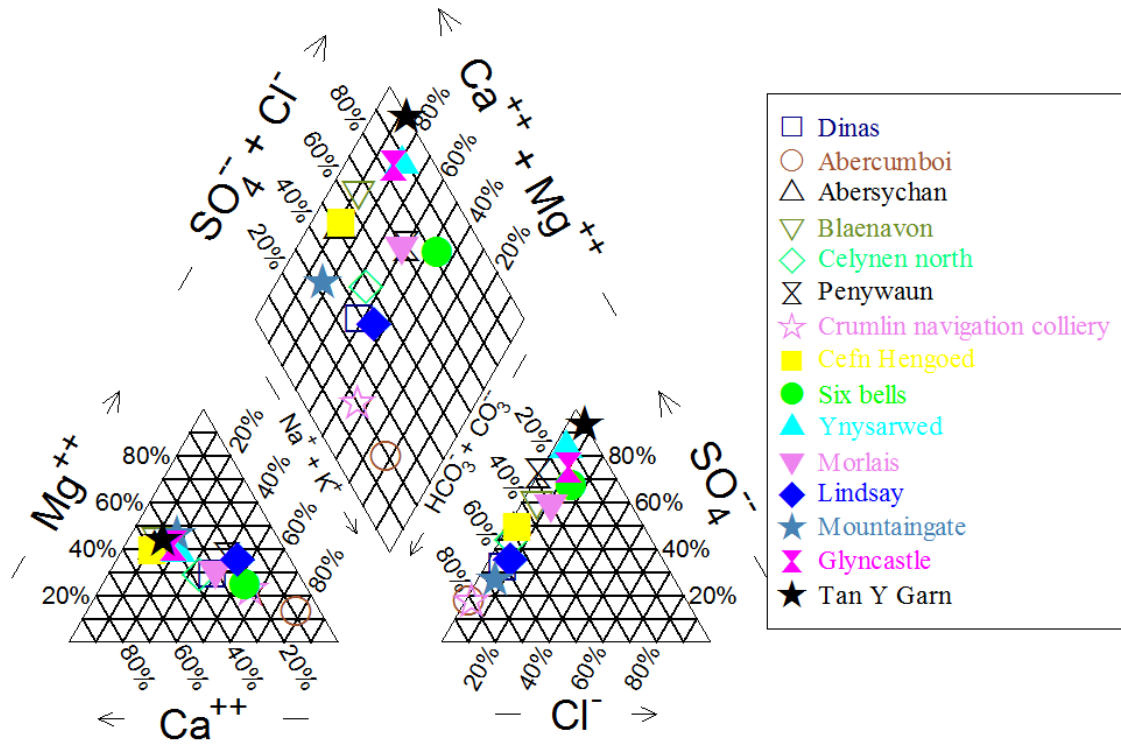 SO₄⁻⁻ + Cl⁻
Ca⁺⁺ + Mg⁺⁺
80%
60%
40%
20%
80%
60%
40%
20%
Na⁺ + K⁺
HCO₃⁻ + CO₃⁻⁻
Mg⁺⁺
80%
60%
40%
20%
20%
40%
60%
80%
80%
60%
40%
20%
Ca⁺⁺
20%
40%
60%
80%
SO₄⁻⁻
80%
60%
40%
20%
20%
40%
60%
80%
Cl⁻
Dinas
Abercumboi
Abersychan
Blaenavon
Celynen north
Penywaun
Crumlin navigation colliery
Cefn Hengoed
Six bells
Ynysarwed
Morlais
Lindsay
Mountaingate
Glyncastle
Tan Y Garn